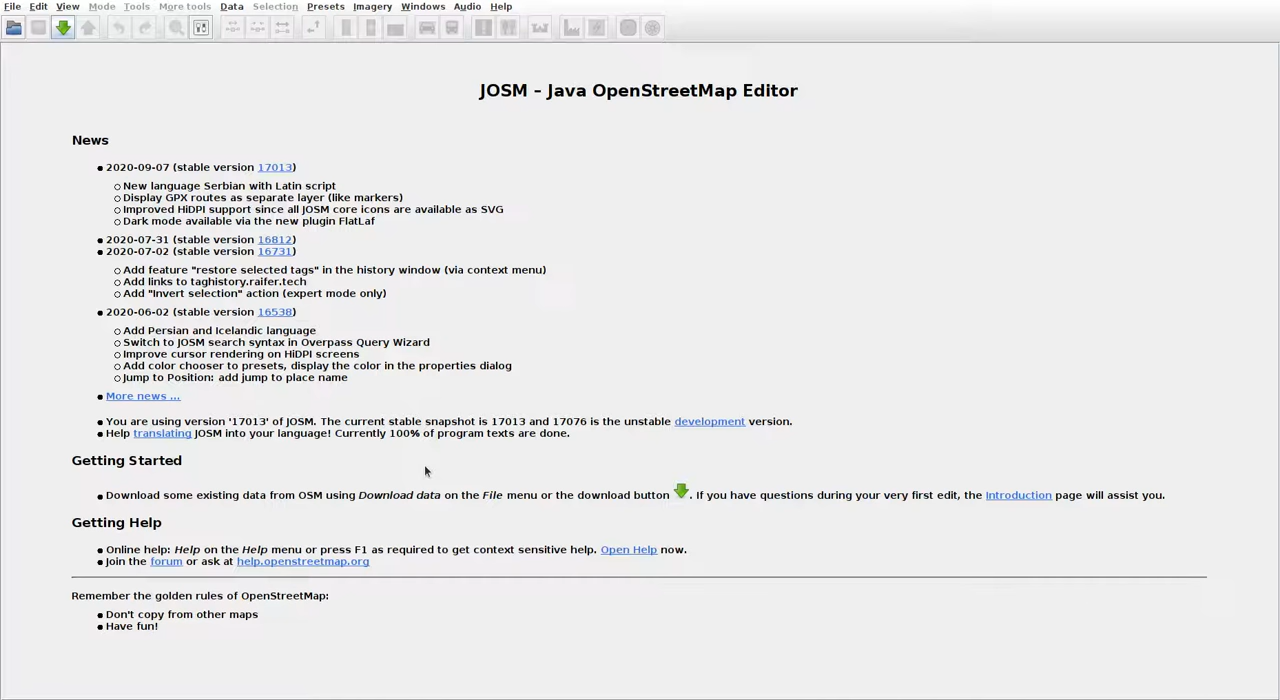 File Edit View Mode Tools More tools Data Selection Presets Imagery Windows Audio Help
JOSM – Java OpenStreetMap Editor
News
2020-09-07 (stable version 17013)
New language Serbian with Latin script
Display GPX routes as separate layer (like markers)
Improved HiDPI support since all JOSM core icons are available as SVG
Dark mode available via the new plugin FlatLaf
2020-07-31 (stable version 16812)
2020-07-02 (stable version 16731)
Add feature "restore selected tags" in the history window (via context menu)
Add links to taghistory.raifer.tech
Add "Invert selection" action (expert mode only)
2020-06-02 (stable version 16538)
Add Persian and Icelandic language
Switch to JOSM search syntax in Overpass Query Wizard
Improve cursor rendering on HiDPI screens
Add color chooser to presets, display the color in the properties dialog
Jump to Position: add jump to place name
More news ...
You are using version '17013' of JOSM. The current stable snapshot is 17013 and 17076 is the unstable development version.
Help translating JOSM into your language! Currently 100% of program texts are done.
Getting Started
Download some existing data from OSM using Download data on the File menu or the download button . If you have questions during your very first edit, the Introduction page will assist you.
Getting Help
Online help: Help on the Help menu or press F1 as required to get context sensitive help. Open Help now.
Join the forum or ask at help.openstreetmap.org
Remember the golden rules of OpenStreetMap:
Don't copy from other maps
Have fun!